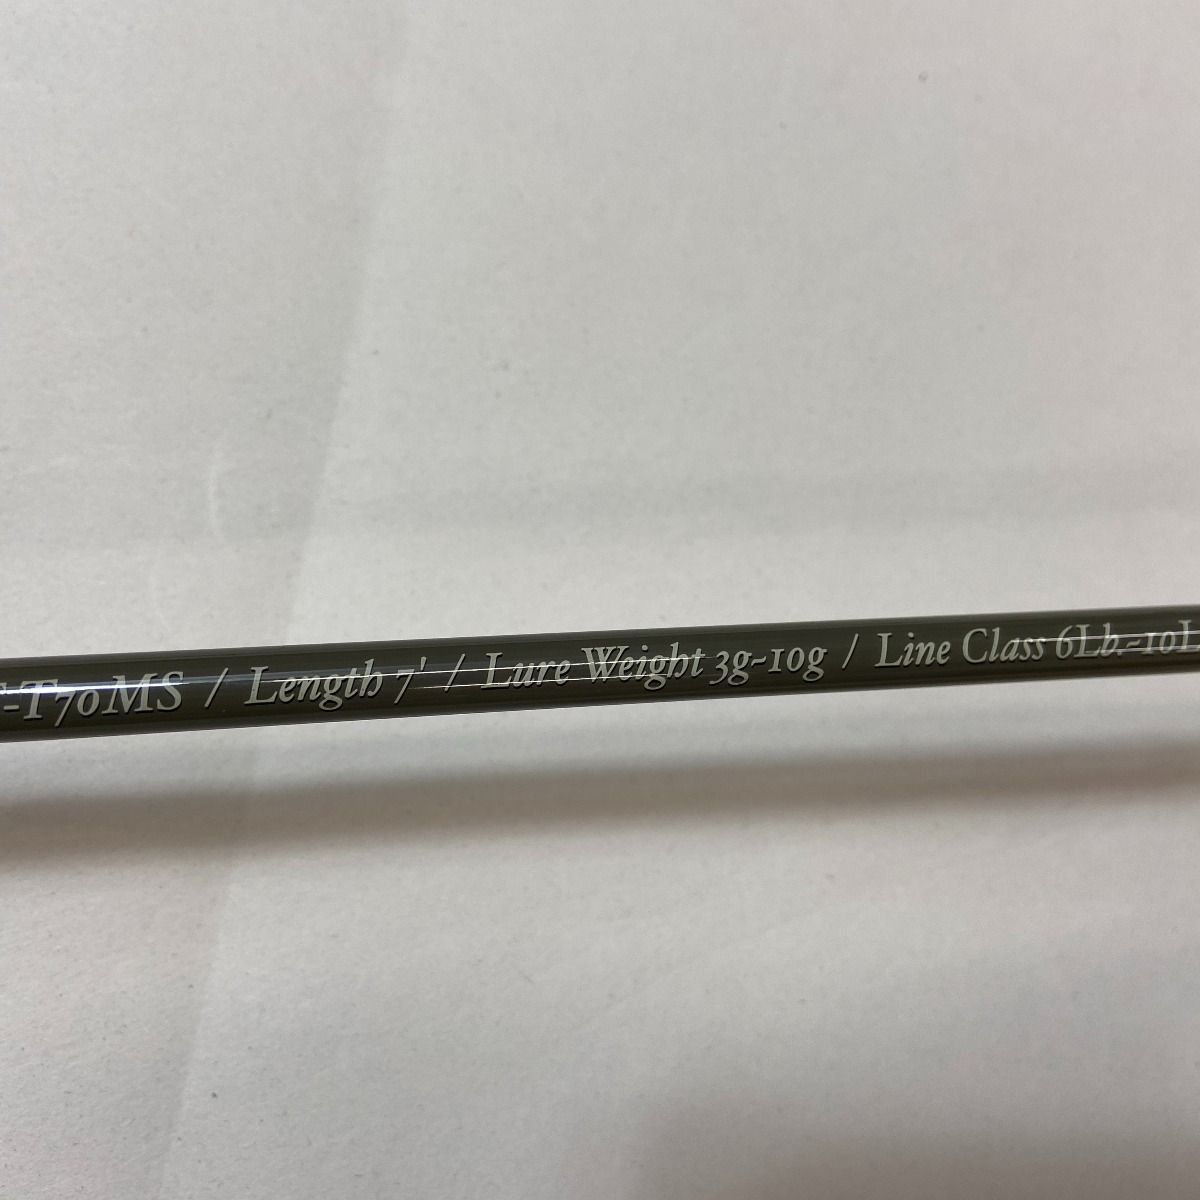 -T70MS / Length 7' / Lure Weight 3g-10g / Line Class 6Lb.-10L